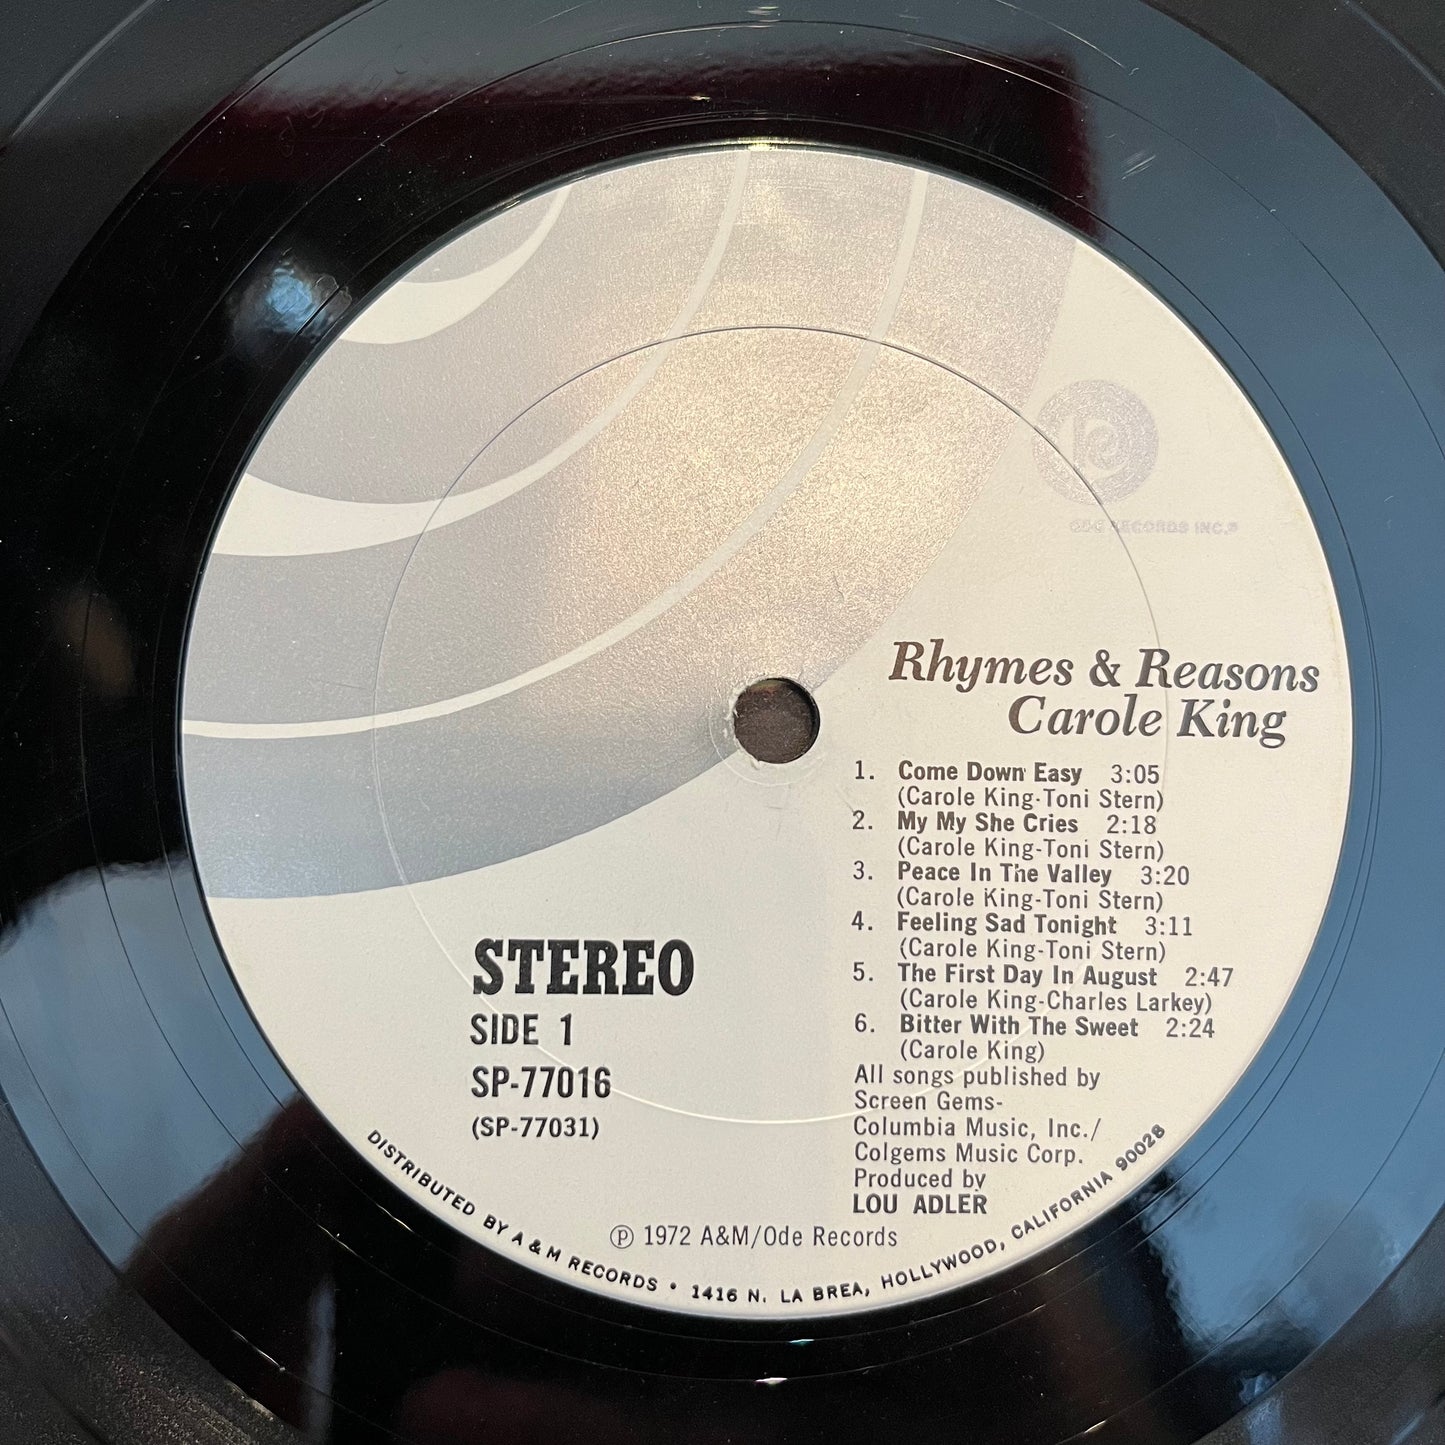 ODE RECORDS INC.®
Rhymes & Reasons
Carole King
1. Come Down Easy 3:05
(Carole King-Toni Stern)
2. My My She Cries 2:18
(Carole King-Toni Stern)
3. Peace In The Valley 3:20
(Carole King-Toni Stern)
4. Feeling Sad Tonight 3:11
(Carole King-Toni Stern)
5. The First Day In August 2:47
(Carole King-Charles Larkey)
6. Bitter With The Sweet 2:24
(Carole King)
All songs published by
Screen Gems-
Columbia Music, Inc./
Colgems Music Corp.
Produced by
LOU ADLER
STEREO
SIDE 1
SP-77016
(SP-77031)
℗ 1972 A&M/Ode Records
DISTRIBUTED BY A & M RECORDS • 1416 N. LA BREA, HOLLYWOOD, CALIFORNIA 90028